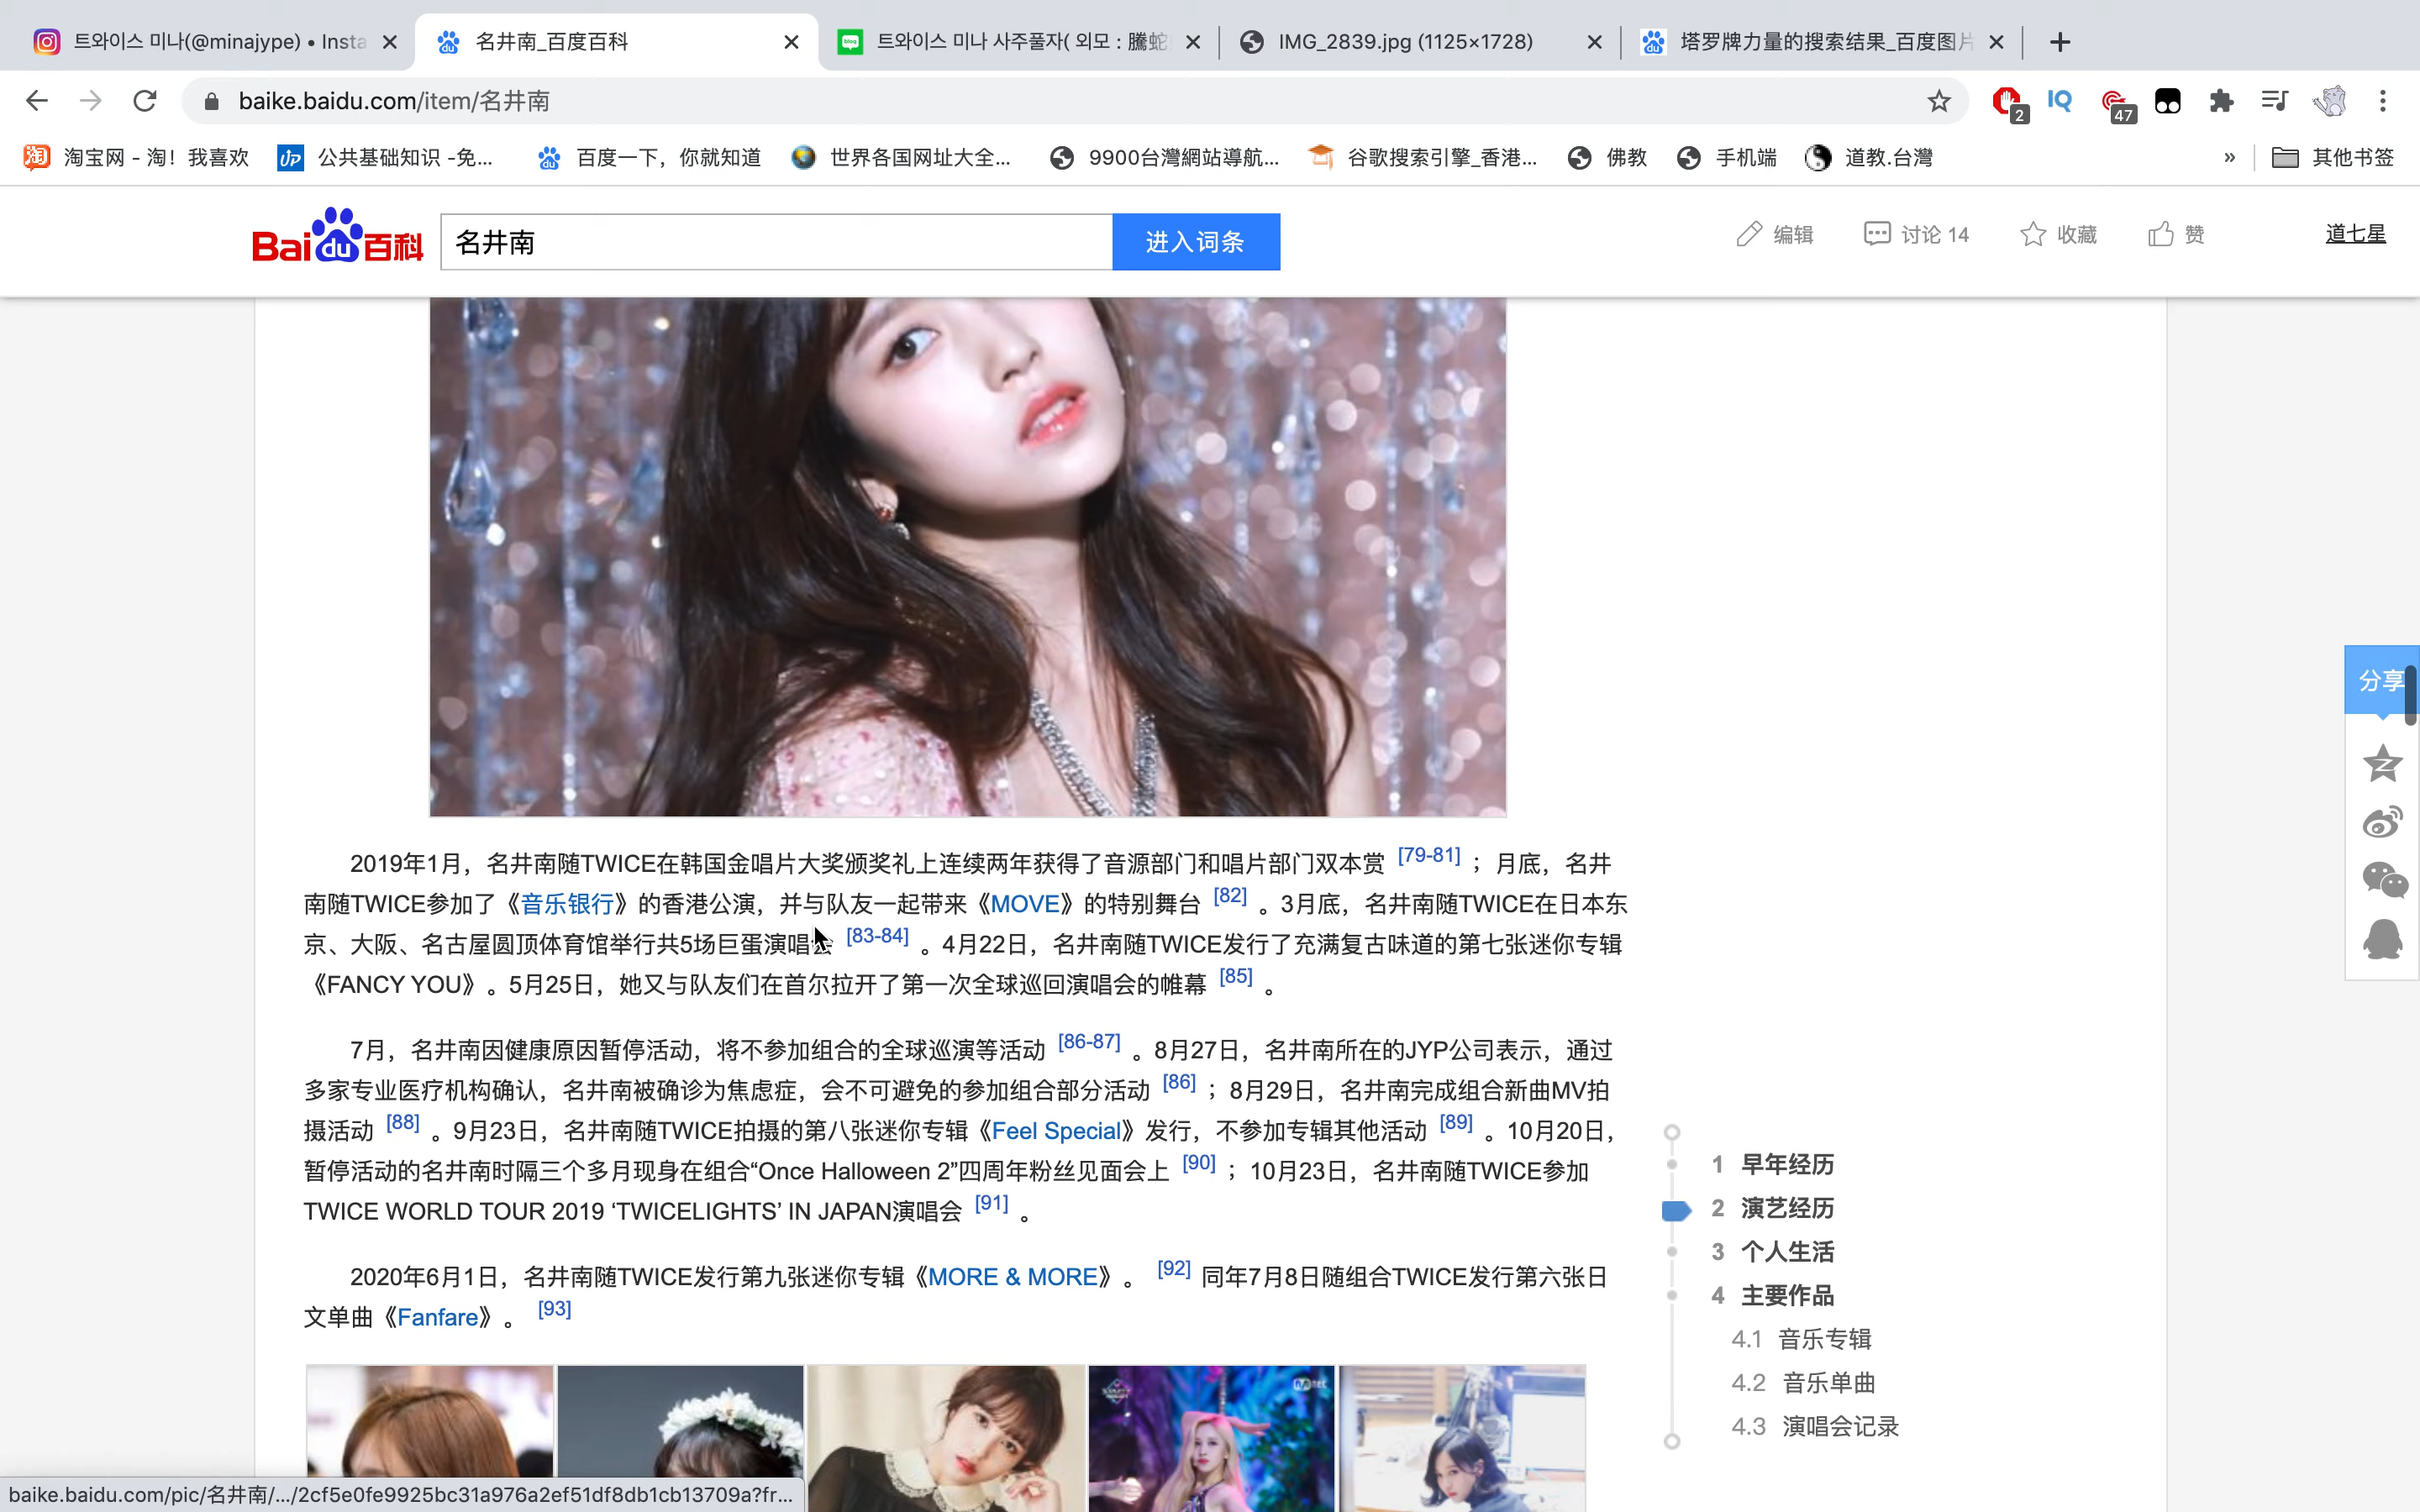 트와이스 미나(@minajype) • Insta
名井南_百度百科
트와이스 미나 사주풀자( 외모 : 騰蛇
IMG_2839.jpg (1125×1728)
塔罗牌力量的搜索结果_百度图片
baike.baidu.com/item/名井南
2
IQ
47
淘宝网 - 淘！我喜欢
公共基础知识 -免...
百度一下，你就知道
世界各国网址大全...
9900台灣網站導航...
谷歌搜索引擎_香港...
佛教
手机端
道教.台灣
»
其他书签
Bai du 百科
名井南
进入词条
编辑
讨论 14
收藏
赞
道七星
分享
2019年1月，名井南随TWICE在韩国金唱片大奖颁奖礼上连续两年获得了音源部门和唱片部门双本赏 [79-81] ；月底，名井
南随TWICE参加了《音乐银行》的香港公演，并与队友一起带来《MOVE》的特别舞台 [82] 。3月底，名井南随TWICE在日本东
京、大阪、名古屋圆顶体育馆举行共5场巨蛋演唱会 [83-84] 。4月22日，名井南随TWICE发行了充满复古味道的第七张迷你专辑
《FANCY YOU》。5月25日，她又与队友们在首尔拉开了第一次全球巡回演唱会的帷幕 [85] 。
7月，名井南因健康原因暂停活动，将不参加组合的全球巡演等活动 [86-87] 。8月27日，名井南所在的JYP公司表示，通过
多家专业医疗机构确认，名井南被确诊为焦虑症，会不可避免的参加组合部分活动 [86] ；8月29日，名井南完成组合新曲MV拍
摄活动 [88] 。9月23日，名井南随TWICE拍摄的第八张迷你专辑《Feel Special》发行，不参加专辑其他活动 [89] 。10月20日，
暂停活动的名井南时隔三个多月现身在组合“Once Halloween 2”四周年粉丝见面会上 [90] ；10月23日，名井南随TWICE参加
TWICE WORLD TOUR 2019 ‘TWICELIGHTS’ IN JAPAN演唱会 [91] 。
2020年6月1日，名井南随TWICE发行第九张迷你专辑《MORE & MORE》。 [92] 同年7月8日随组合TWICE发行第六张日
文单曲《Fanfare》。 [93]
1 早年经历
2 演艺经历
3 个人生活
4 主要作品
4.1 音乐专辑
4.2 音乐单曲
4.3 演唱会记录
baike.baidu.com/pic/名井南/.../2cf5e0fe9925bc31a976a2ef51df8db1cb13709a?fr...